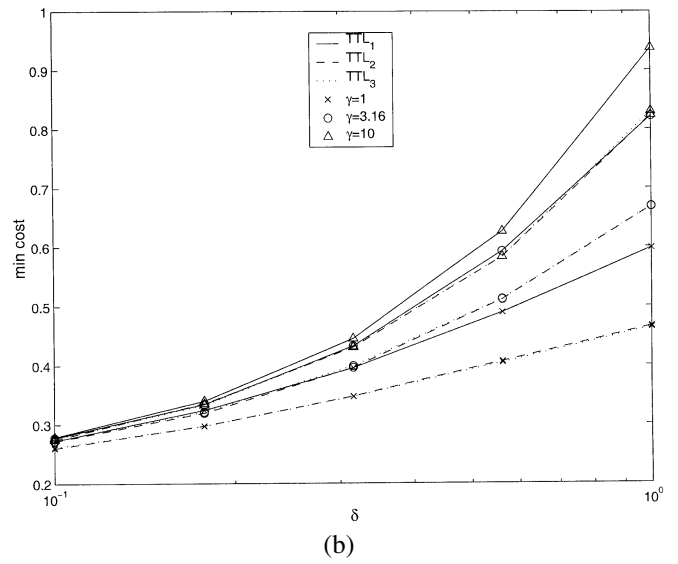 1
0.9
0.8
0.7
0.6
0.5
0.4
0.3
0.2
min cost
TTL1
TTL2
TTL3
γ=1
γ=3.16
γ=10
10^-1
10^0
δ
(b)